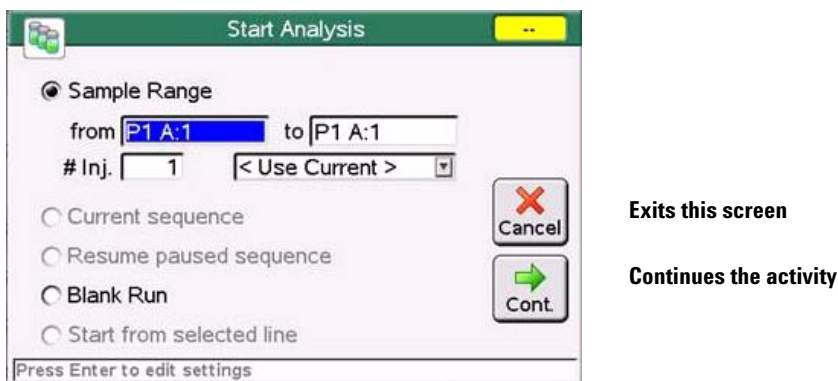 Start Analysis --
Sample Range
from P1 A:1 to P1 A:1
# Inj. 1 < Use Current >
Current sequence
Resume paused sequence
Blank Run
Start from selected line
Cancel
Cont.
Press Enter to edit settings
Exits this screen
Continues the activity